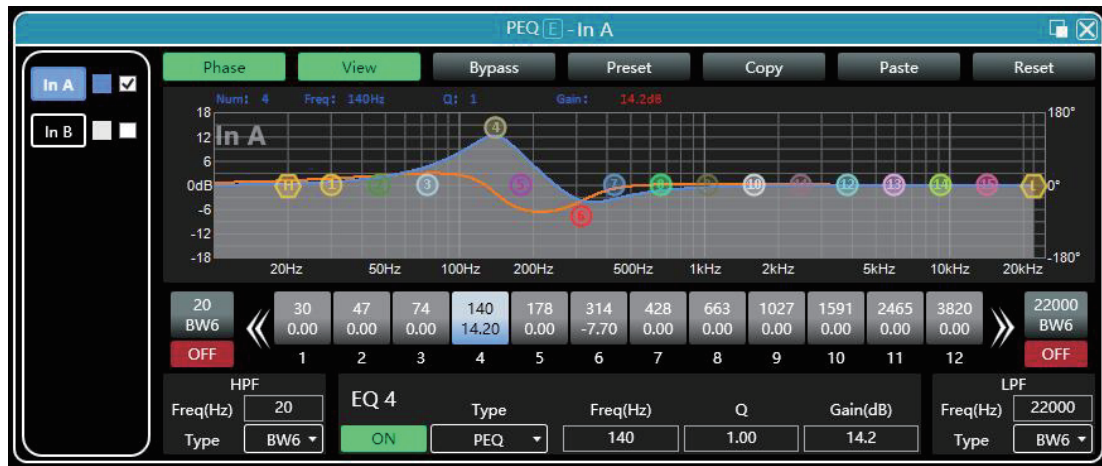 PEQ E - In A
In A
In B
Phase View Bypass Preset Copy Paste Reset
Num: 4 Freq: 140Hz Q: 1 Gain: 14.2dB
In A
18
12
6
0dB
-6
-12
-18
180°
0°
-180°
H 1 3 4 5 6 7 8 10 12 13 14 15 L
20Hz 50Hz 100Hz 200Hz 500Hz 1kHz 2kHz 5kHz 10kHz 20kHz
20 30 47 74 140 178 314 428 663 1027 1591 2465 3820 22000
BW6 0.00 0.00 0.00 14.20 0.00 -7.70 0.00 0.00 0.00 0.00 0.00 0.00 BW6
OFF 1 2 3 4 5 6 7 8 9 10 11 12 OFF
HPF
Freq(Hz) 20
Type BW6
EQ 4 Type Freq(Hz) Q Gain(dB)
ON PEQ 140 1.00 14.2
LPF
Freq(Hz) 22000
Type BW6